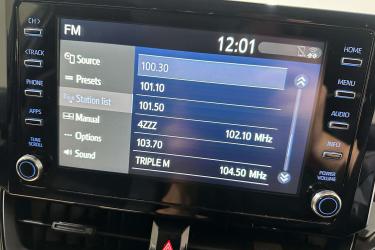 FM
12:01
CH >
< TRACK
PHONE
APPS
TUNE
SCROLL
Source
Presets
Station list
Manual
Options
Sound
100.30
101.10
101.50
4ZZZ 102.10 MHz
103.70
TRIPLE M 104.50 MHz
HOME
MENU
AUDIO
INFO
POWER
VOLUME